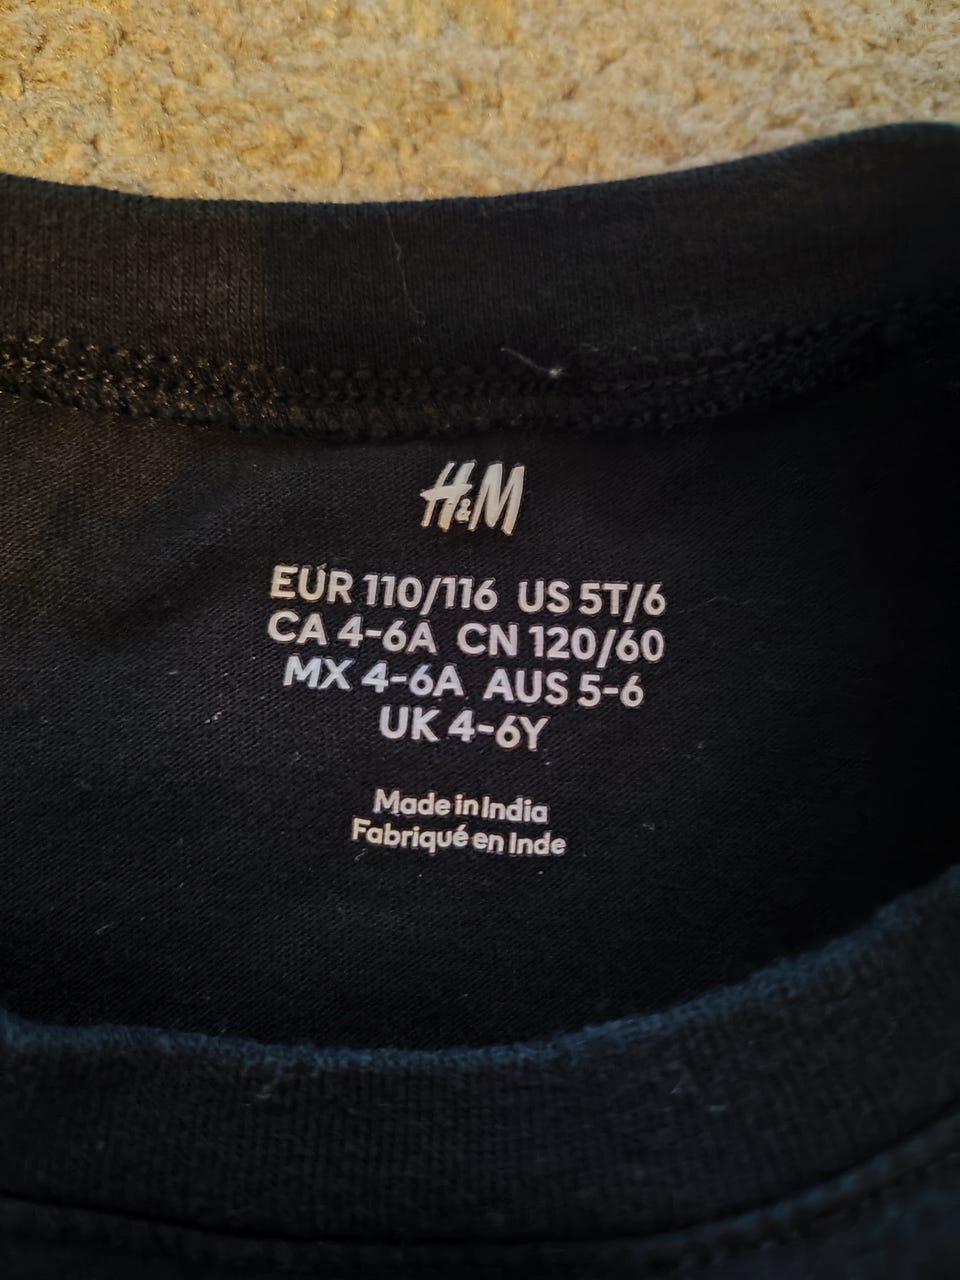 H&M
EUR 110/116 US 5T/6
CA 4-6A CN 120/60
MX 4-6A AUS 5-6
UK 4-6Y
Made in India
Fabriqué en Inde